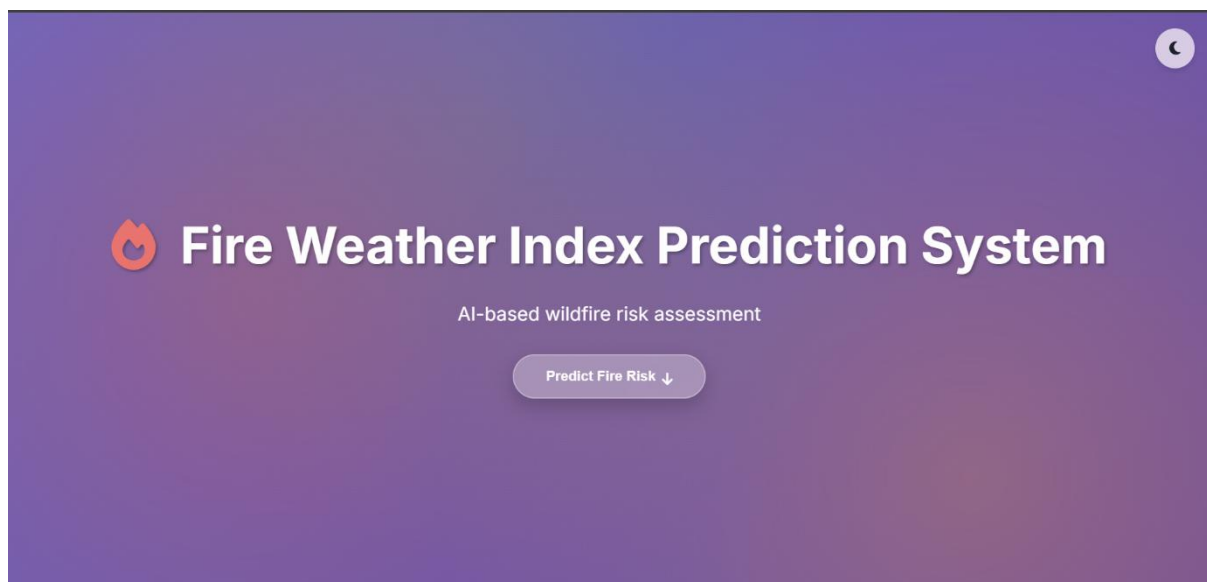 Fire Weather Index Prediction System
AI-based wildfire risk assessment
Predict Fire Risk ↓